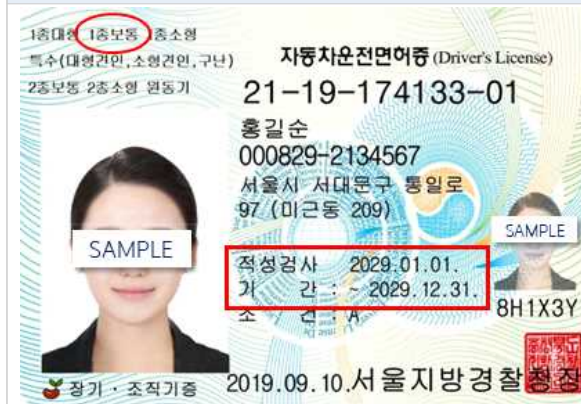 1종대형 1종보통 1종소형
특수(대형견인,소형견인,구난)
2종보통 2종소형 원동기
자동차운전면허증 (Driver's License)
21-19-174133-01
홍길순
000829-2134567
서울시 서대문구 통일로
97 (미근동 209)
SAMPLE
SAMPLE
적성검사 2029.01.01.
기 간 : ~ 2029.12.31.
조 건 : A
8H1X3Y
장기·조직기증
2019.09.10.서울지방경찰청장